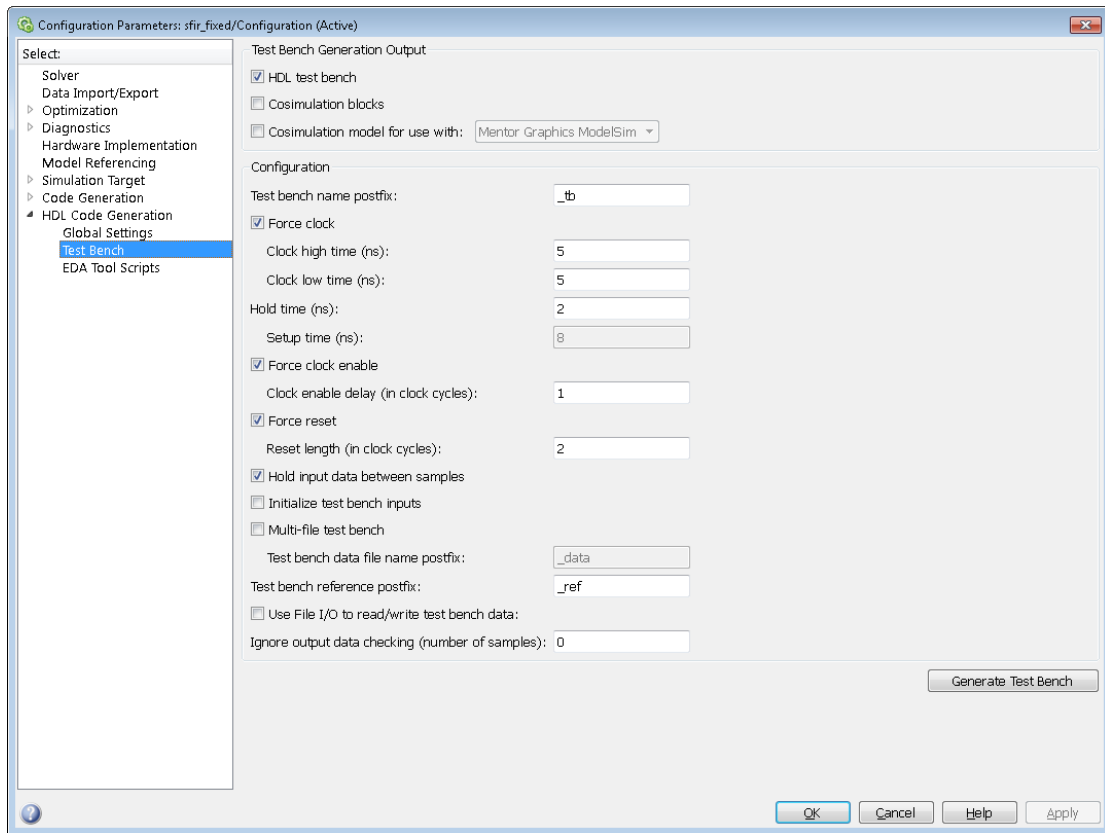 Configuration Parameters: sfir_fixed/Configuration (Active)
Select:
Solver
Data Import/Export
Optimization
Diagnostics
Hardware Implementation
Model Referencing
Simulation Target
Code Generation
HDL Code Generation
Global Settings
Test Bench
EDA Tool Scripts
Test Bench Generation Output
HDL test bench
Cosimulation blocks
Cosimulation model for use with: Mentor Graphics ModelSim
Configuration
Test bench name postfix: _tb
Force clock
Clock high time (ns): 5
Clock low time (ns): 5
Hold time (ns): 2
Setup time (ns): 8
Force clock enable
Clock enable delay (in clock cycles): 1
Force reset
Reset length (in clock cycles): 2
Hold input data between samples
Initialize test bench inputs
Multi-file test bench
Test bench data file name postfix: _data
Test bench reference postfix: _ref
Use File I/O to read/write test bench data:
Ignore output data checking (number of samples): 0
Generate Test Bench
OK Cancel Help Apply